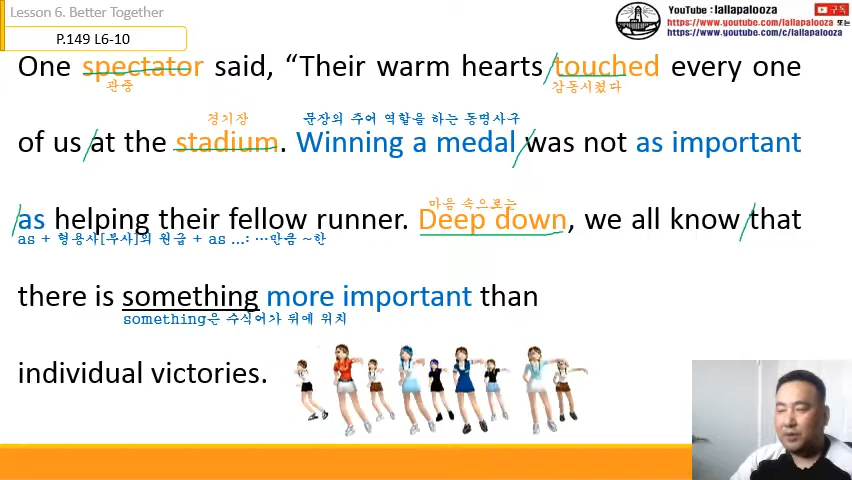 Lesson 6. Better Together
P.149 L6-10
YouTube : lallapalooza
구독
https://www.youtube.com/lallapalooza 또는
https://www.youtube.com/c/lallapalooza
One spectator said, “Their warm hearts touched every one
관중 감동시켰다
경기장 문장의 주어 역할을 하는 동명사구
of us at the stadium. Winning a medal was not as important
마음 속으로는
as helping their fellow runner. Deep down, we all know that
as + 형용사[부사]의 원급 + as ...: …만큼 ~한
there is something more important than
something은 수식어가 뒤에 위치
individual victories.